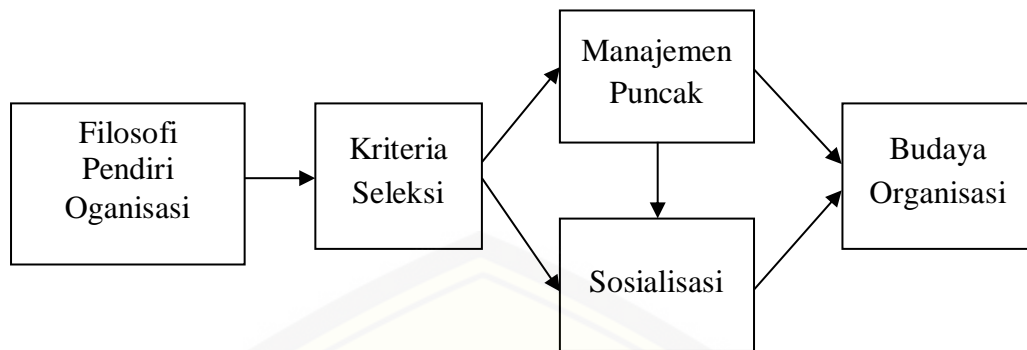 Filosofi
Pendiri
Oganisasi
Kriteria
Seleksi
Manajemen
Puncak
Sosialisasi
Budaya
Organisasi